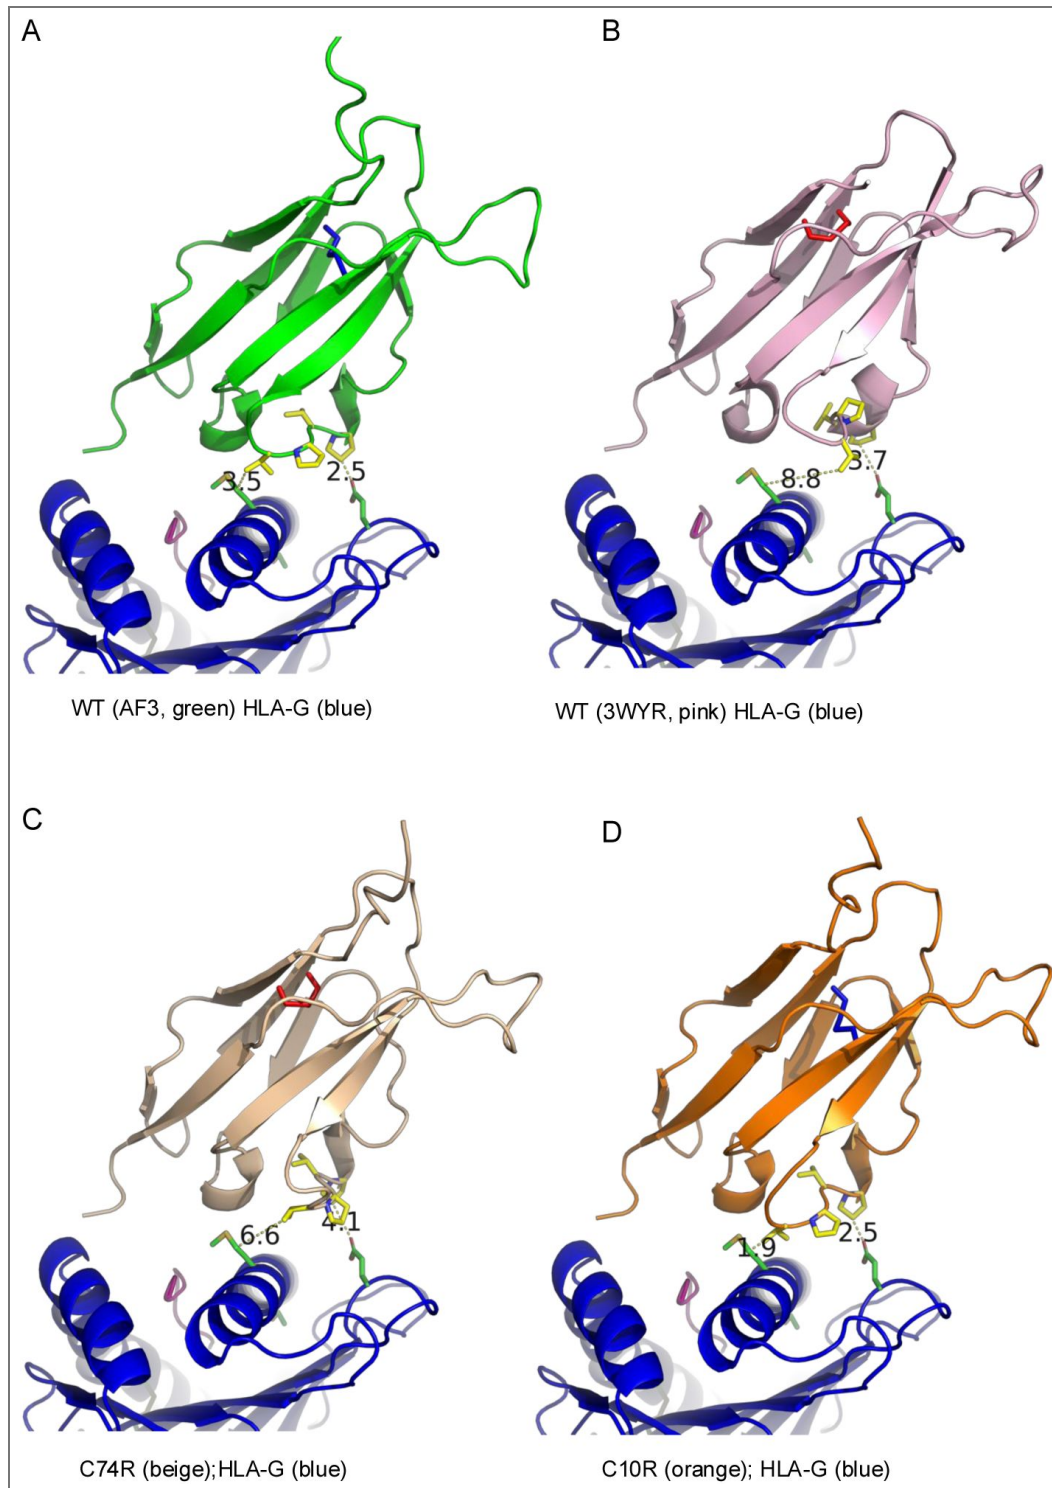 A
B
3.5
2.5
8.8
3.7
WT (AF3, green) HLA-G (blue)
WT (3WYR, pink) HLA-G (blue)
C
D
6.6
4.1
1.9
2.5
C74R (beige);HLA-G (blue)
C10R (orange); HLA-G (blue)